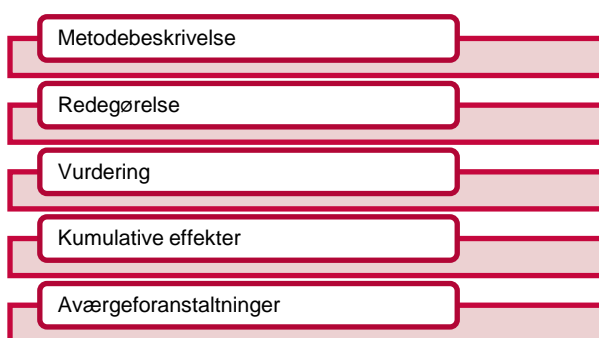 Metodebeskrivelse
Redegørelse
Vurdering
Kumulative effekter
Aværgeforanstaltninger